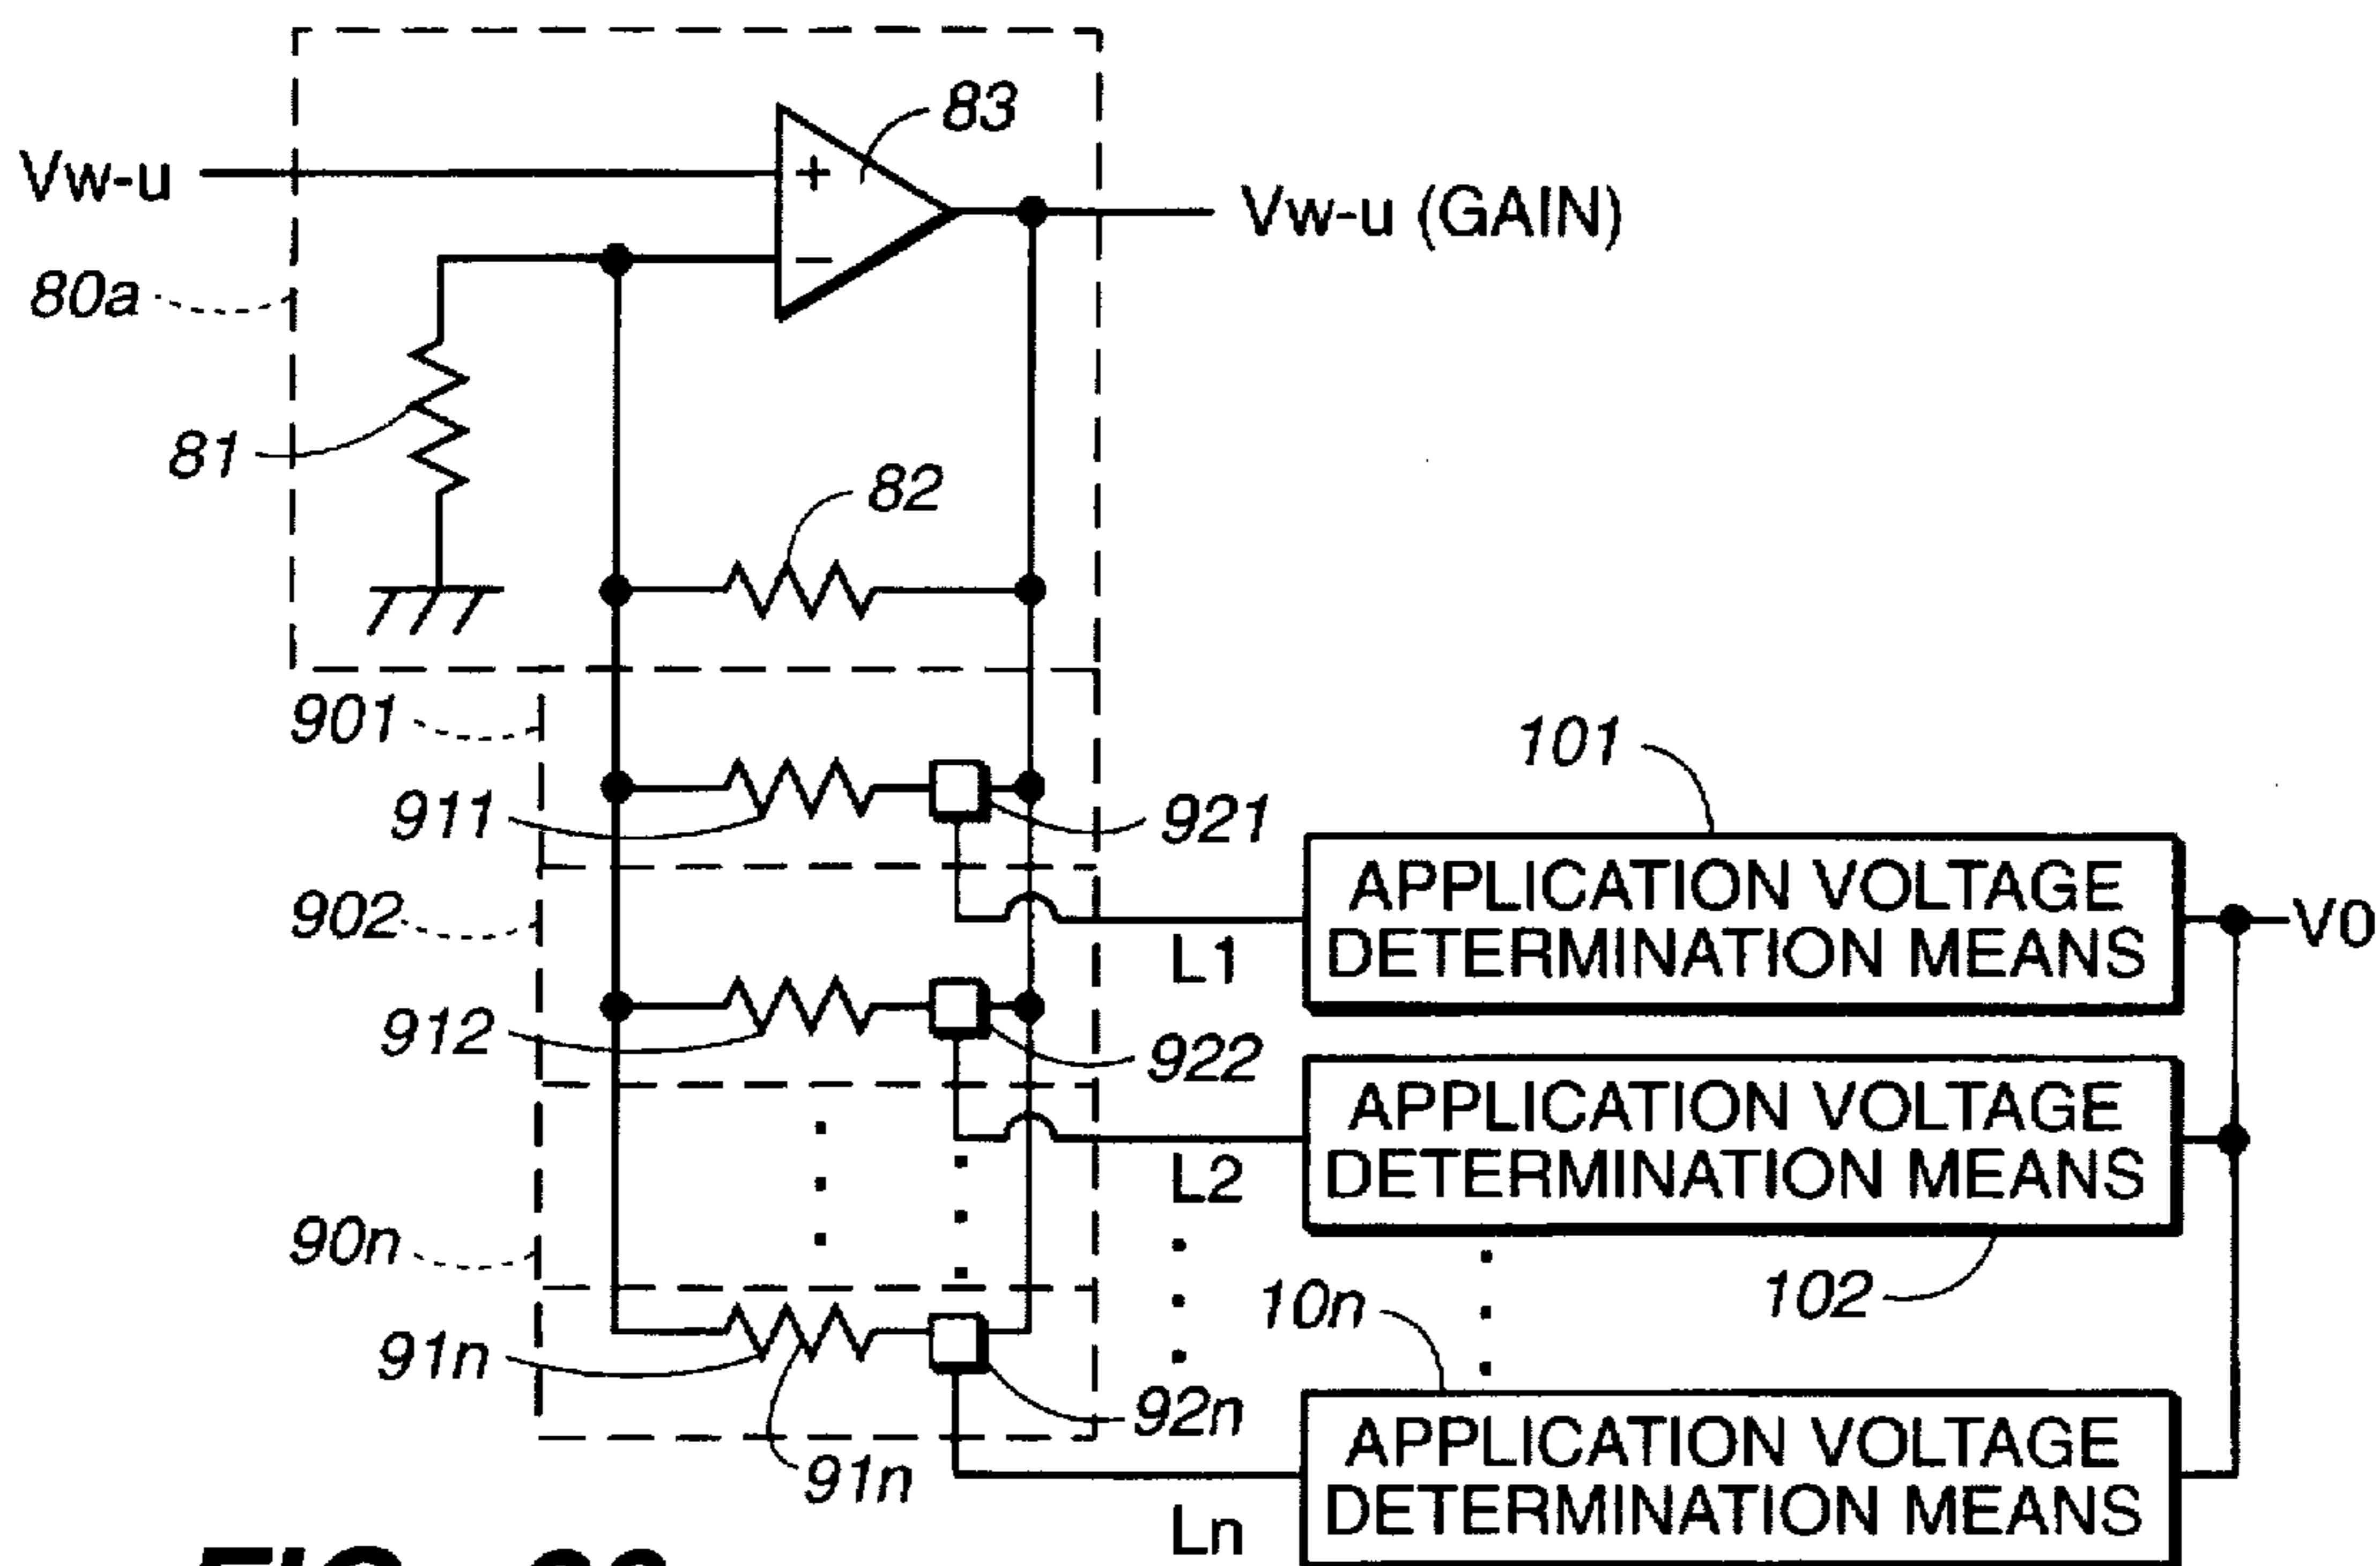 83
Vw-u
+
Vw-u (GAIN)
−
80a
81
82
901
101
911
921
APPLICATION VOLTAGE
DETERMINATION MEANS
V0
902
L1
912
922
APPLICATION VOLTAGE
DETERMINATION MEANS
L2
90n
102
10n
91n
92n
APPLICATION VOLTAGE
DETERMINATION MEANS
91n
Ln